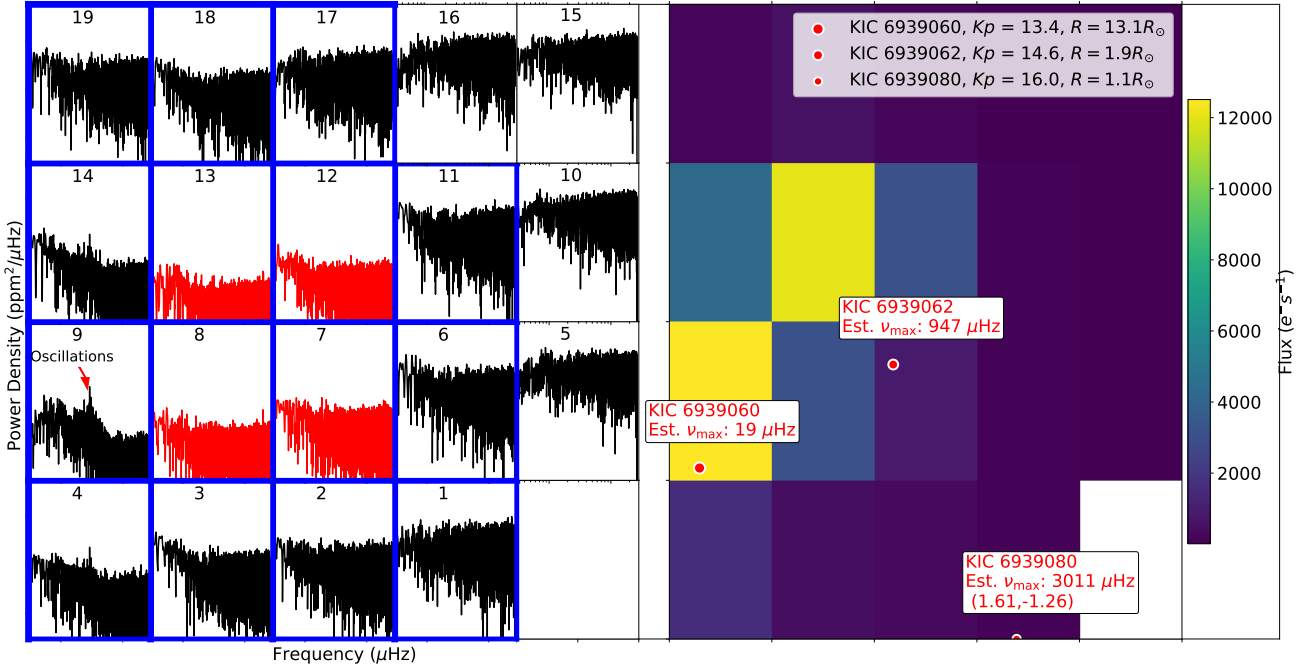 19 18 17 16 15
14 13 12 11 10
9 8 7 6 5
Oscillations
4 3 2 1
Power Density (ppm²/μHz)
Frequency (μHz)
KIC 6939060, Kp = 13.4, R = 13.1R☉
KIC 6939062, Kp = 14.6, R = 1.9R☉
KIC 6939080, Kp = 16.0, R = 1.1R☉
KIC 6939062
Est. νmax: 947 μHz
KIC 6939060
Est. νmax: 19 μHz
KIC 6939080
Est. νmax: 3011 μHz
(1.61,-1.26)
12000
10000
8000
6000
4000
2000
Flux (e⁻s⁻¹)